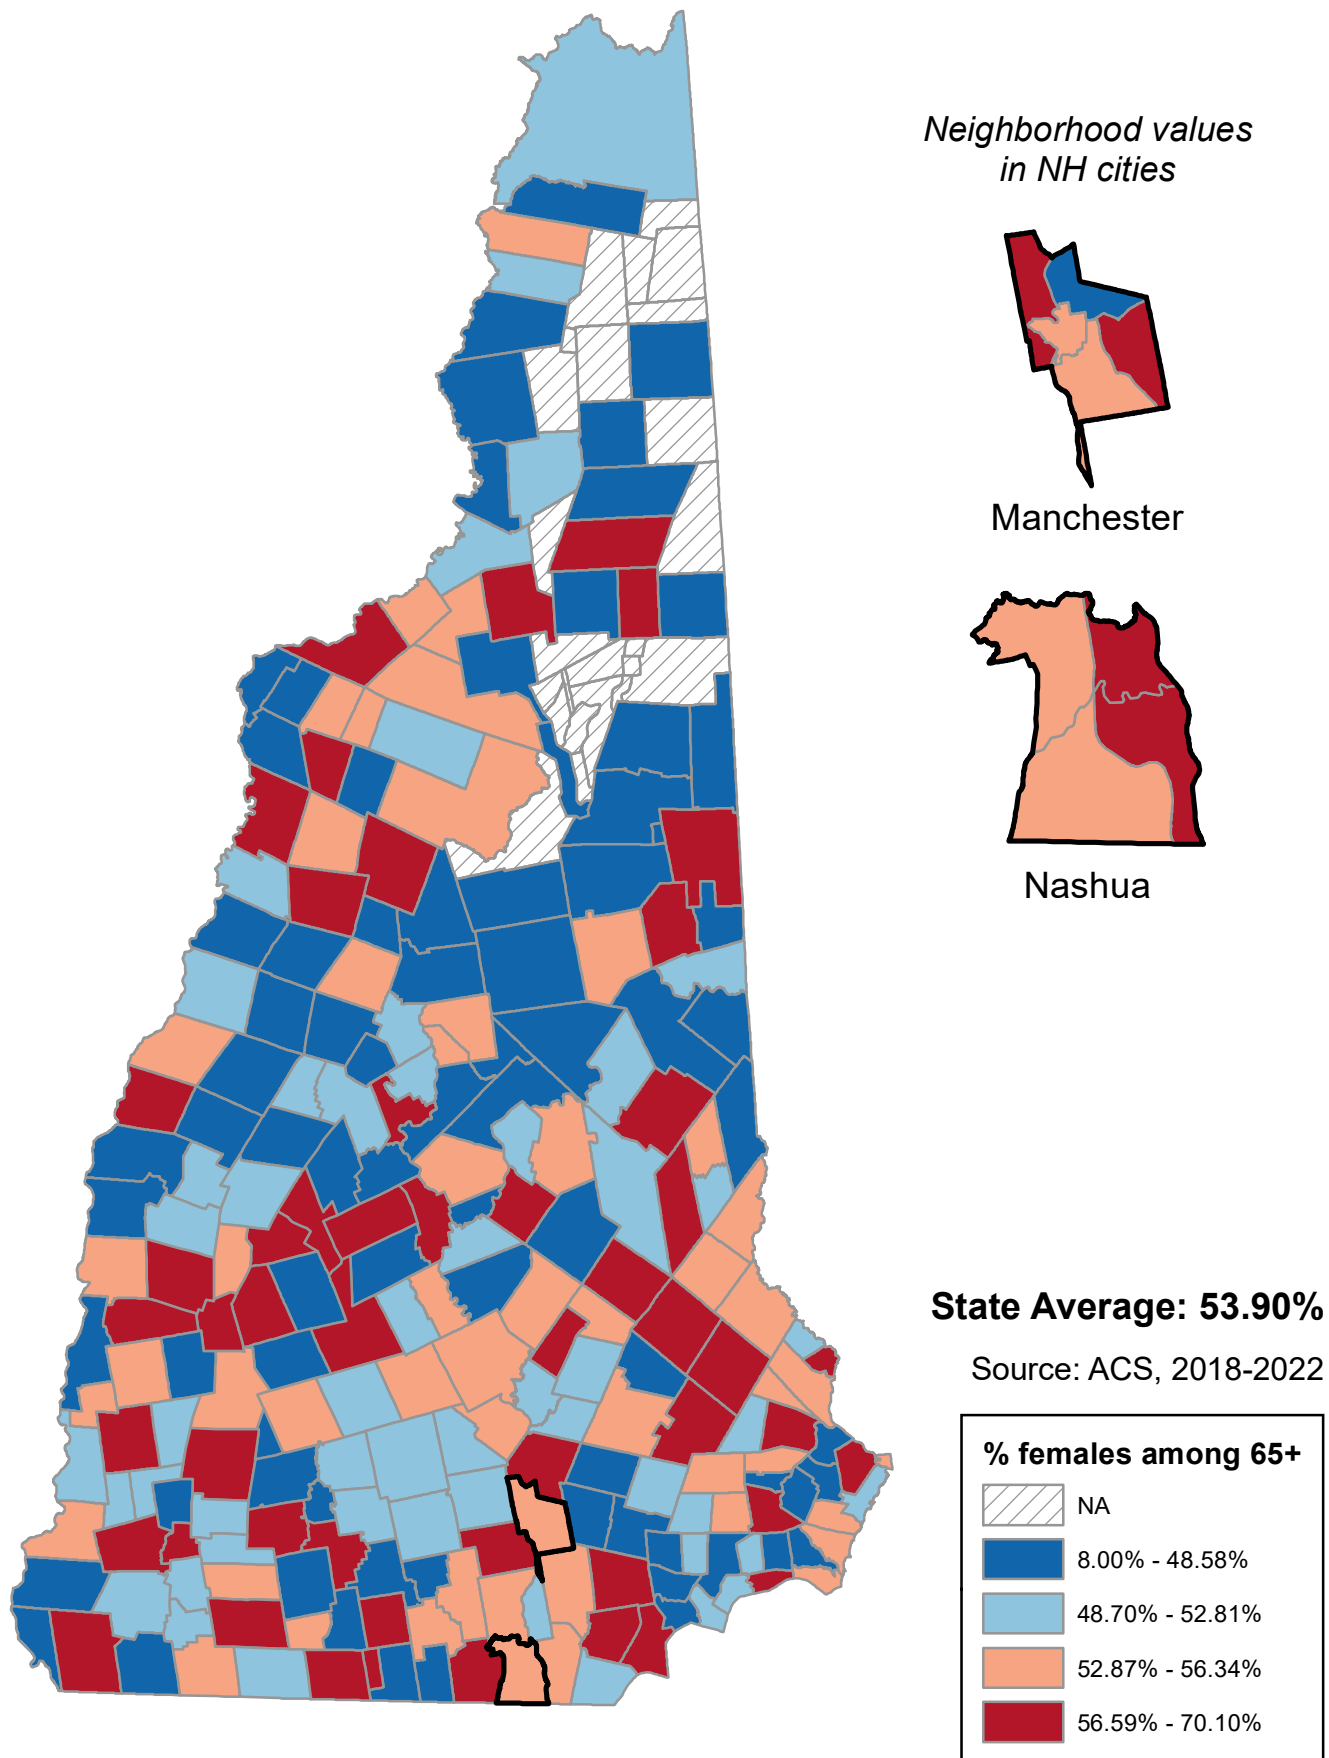 Neighborhood values
in NH cities
Manchester
Nashua
State Average: 53.90%
Source: ACS, 2018-2022
% females among 65+
NA
8.00% - 48.58%
48.70% - 52.81%
52.87% - 56.34%
56.59% - 70.10%